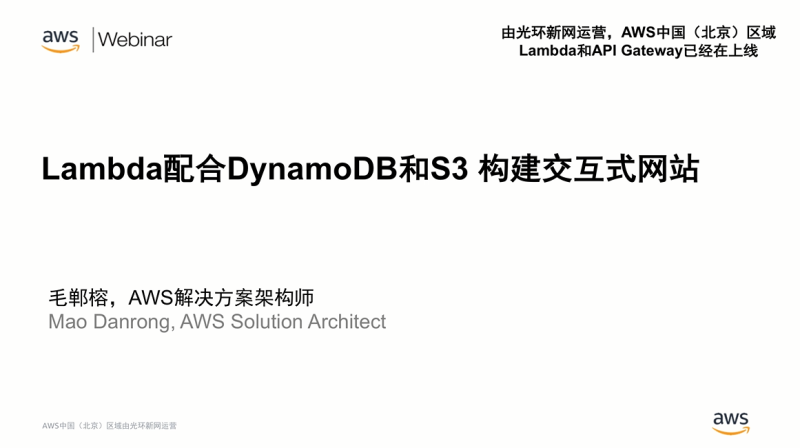 aws Webinar
由光环新网运营，AWS中国（北京）区域
Lambda和API Gateway已经在上线
Lambda配合DynamoDB和S3 构建交互式网站
毛郸榕，AWS解决方案架构师
Mao Danrong, AWS Solution Architect
AWS中国（北京）区域由光环新网运营
aws